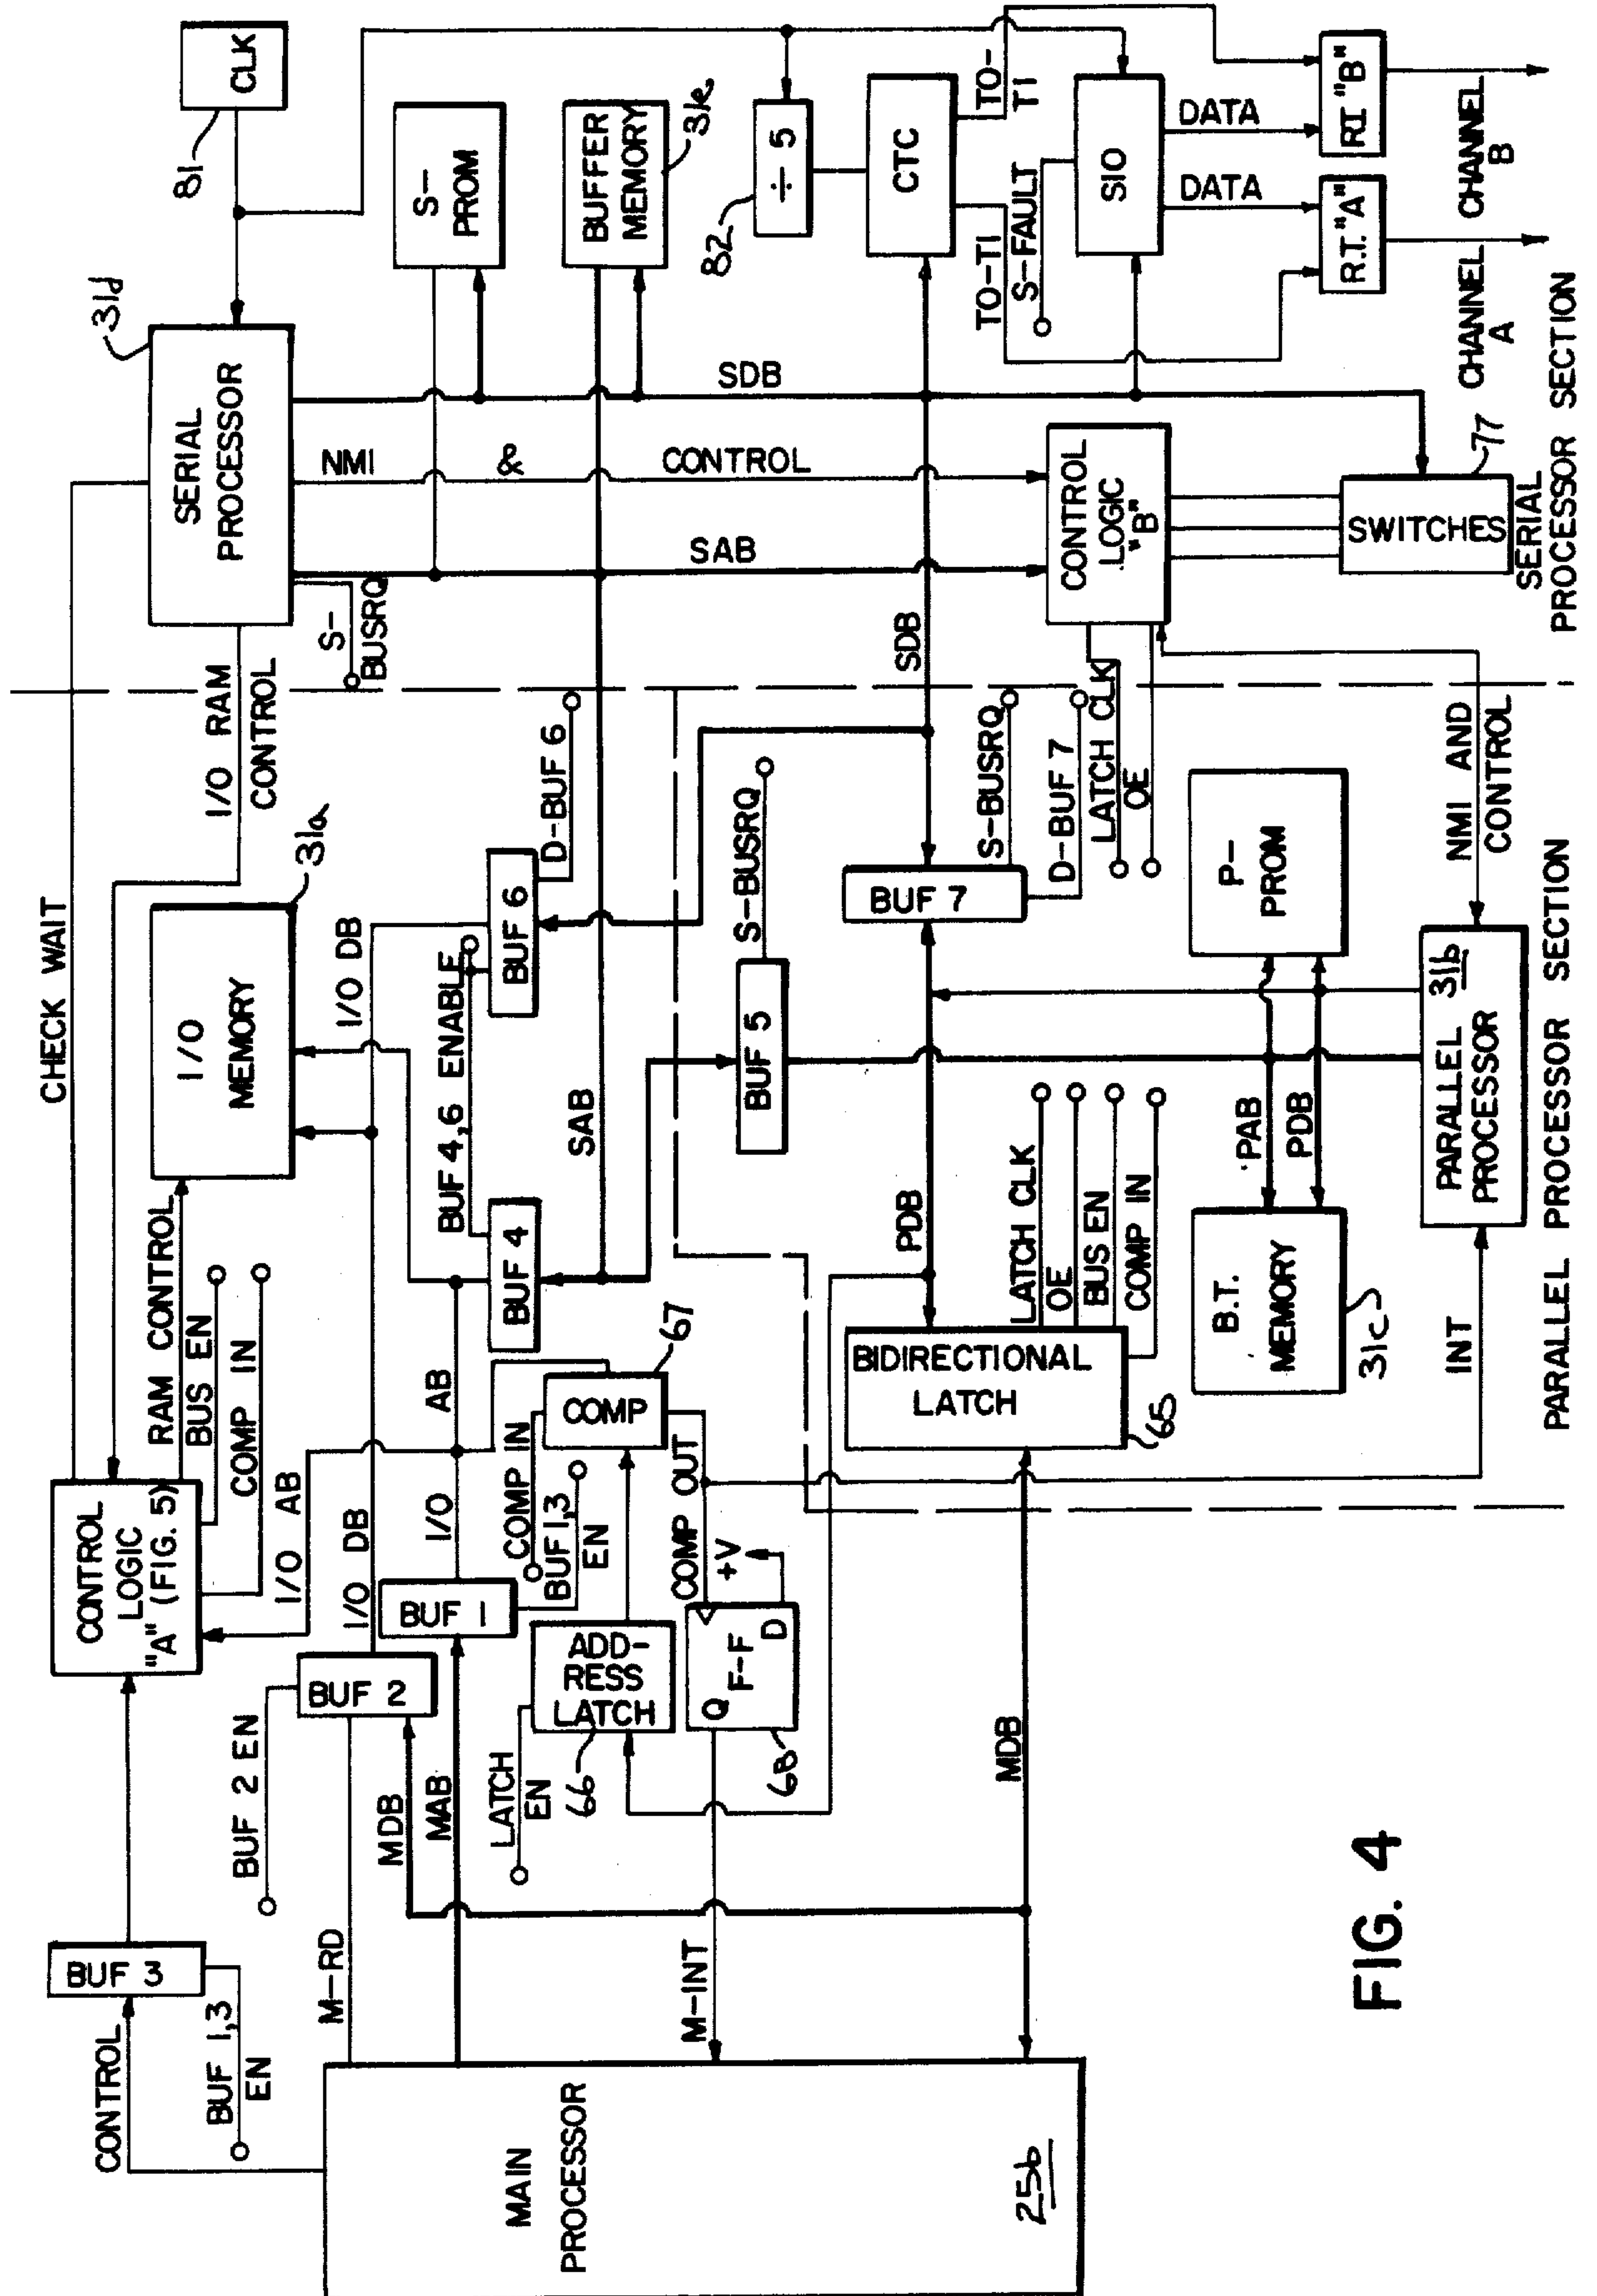 CONTROL
BUF 3
BUF 1,3
EN
MAIN
PROCESSOR
25b
M-RD
MDB
MAB
M-INT
MDB
BUF 2 EN
BUF 2
CONTROL
LOGIC
"A" (FIG. 5)
RAM CONTROL
BUS EN
COMP IN
I/O AB
I/O DB
BUF 1
I/O
AB
LATCH
EN
66
ADD-
RESS
LATCH
COMP IN
BUF 1,3
EN
COMP
67
COMP OUT
+V
Q
F-F
D
68
CHECK WAIT
I/O RAM
CONTROL
I/O
MEMORY
31a
I/O DB
BUF 4,6 ENABLE
BUF 4
BUF 6
D-BUF 6
SAB
S-BUSRQ
BUF 5
PDB
BIDIRECTIONAL
LATCH
65
LATCH CLK
OE
BUS EN
COMP IN
BUF 7
S-BUSRQ
D-BUF 7
LATCH CLK
OE
SDB
P-
PROM
PAB
PDB
B.T.
MEMORY
31c
INT
31b
PARALLEL
PROCESSOR
NMI AND
CONTROL
PARALLEL PROCESSOR SECTION
SERIAL
PROCESSOR
31d
S-
BUSRQ
81
CLK
S-
PROM
BUFFER
MEMORY
31e
NMI & CONTROL
SAB
SDB
82
÷ 5
CTC
TO-TI
TO-
TI
S-FAULT
SIO
DATA
DATA
R.T. "A"
RI "B"
CHANNEL
A
CHANNEL
B
CONTROL
LOGIC
"B"
SWITCHES
77
SERIAL
PROCESSOR SECTION
FIG. 4